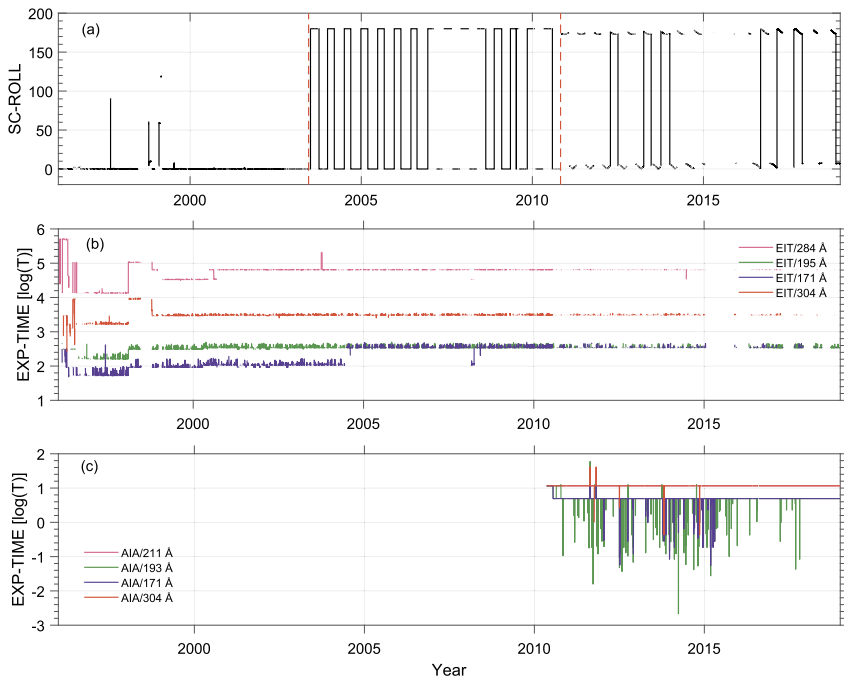 200
(a)
150
SC-ROLL
100
50
0
2000
2005
2010
2015
6
(b)
EIT/284 Å
5
EIT/195 Å
EIT/171 Å
4
EIT/304 Å
EXP-TIME [log(T)]
3
2
1
2000
2005
2010
2015
2
(c)
1
0
EXP-TIME [log(T)]
-1
AIA/211 Å
AIA/193 Å
-2
AIA/171 Å
AIA/304 Å
-3
2000
2005
2010
2015
Year